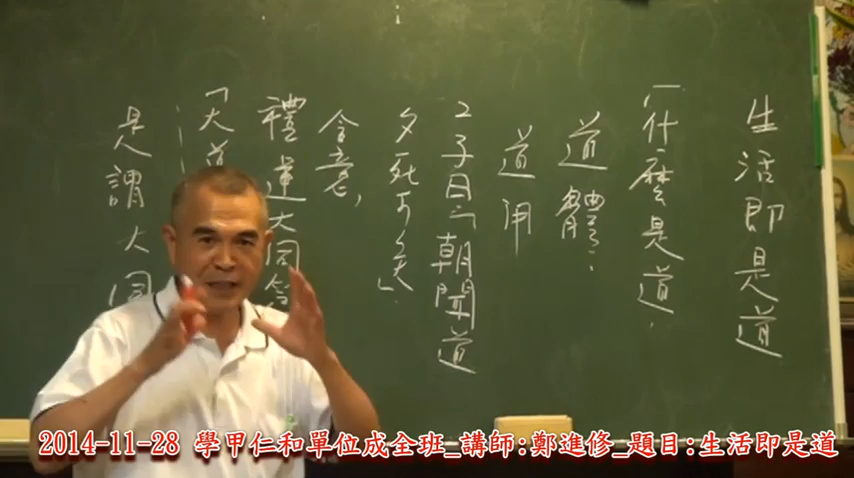 生活即是道
一什麼是道.
道體:
道用
2子曰:朝聞道
夕死可矣」.
禮運大同
「大道
是謂大同
2014-11-28 學甲仁和單位成全班_講師:鄭進修_題目:生活即是道